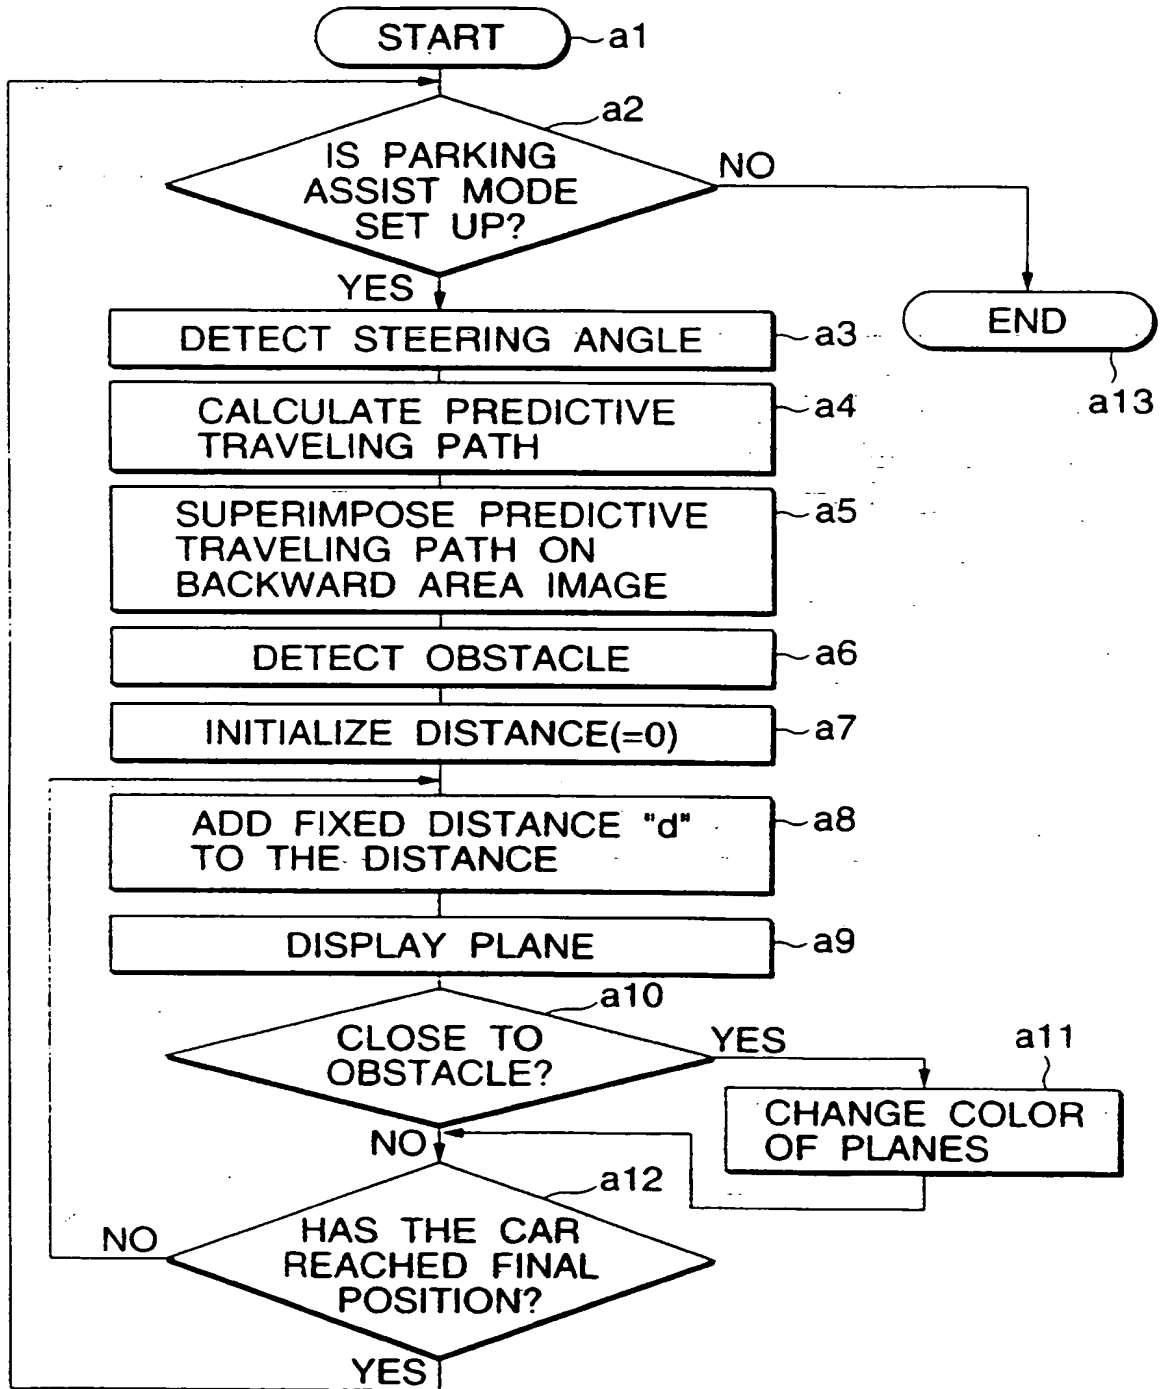 START
a1
a2
IS PARKING
ASSIST MODE
SET UP?
NO
YES
END
a13
DETECT STEERING ANGLE
a3
CALCULATE PREDICTIVE
TRAVELING PATH
a4
SUPERIMPOSE PREDICTIVE
TRAVELING PATH ON
BACKWARD AREA IMAGE
a5
DETECT OBSTACLE
a6
INITIALIZE DISTANCE(=0)
a7
ADD FIXED DISTANCE "d"
TO THE DISTANCE
a8
DISPLAY PLANE
a9
a10
CLOSE TO
OBSTACLE?
YES
a11
CHANGE COLOR
OF PLANES
NO
a12
HAS THE CAR
REACHED FINAL
POSITION?
NO
YES